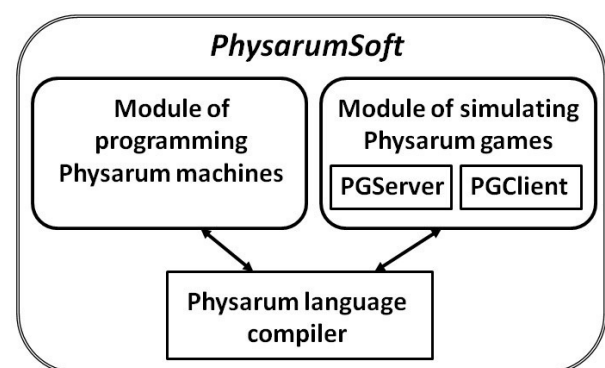 PhysarumSoft
Module of
programming
Physarum machines
Module of simulating
Physarum games
PGServer
PGClient
Physarum language
compiler